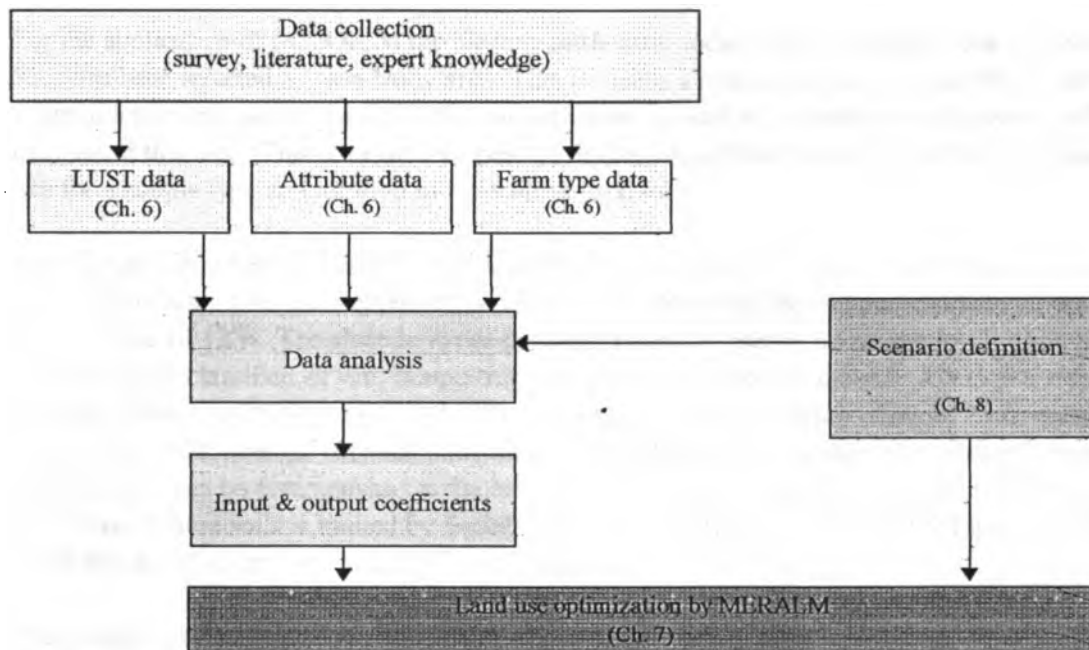 Data collection
(survey, literature, expert knowledge)
LUST data
(Ch. 6)
Attribute data
(Ch. 6)
Farm type data
(Ch. 6)
Data analysis
Scenario definition
(Ch. 8)
Input & output coefficients
Land use optimization by MERALM
(Ch. 7)